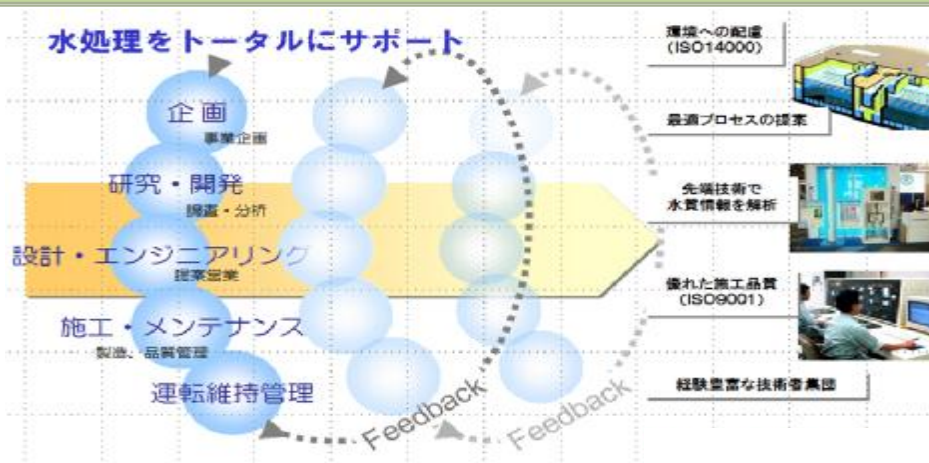 水処理をトータルにサポート
企画
事業企画
研究・開発
調査・分析
設計・エンジニアリング
提案営業
施工・メンテナンス
製造、品質管理
運転維持管理
Feedback
Feedback
環境への配慮
(ISO14000)
最適プロセスの提案
先端技術で
水質情報を解析
優れた施工品質
(ISO9001)
経験豊富な技術者集団